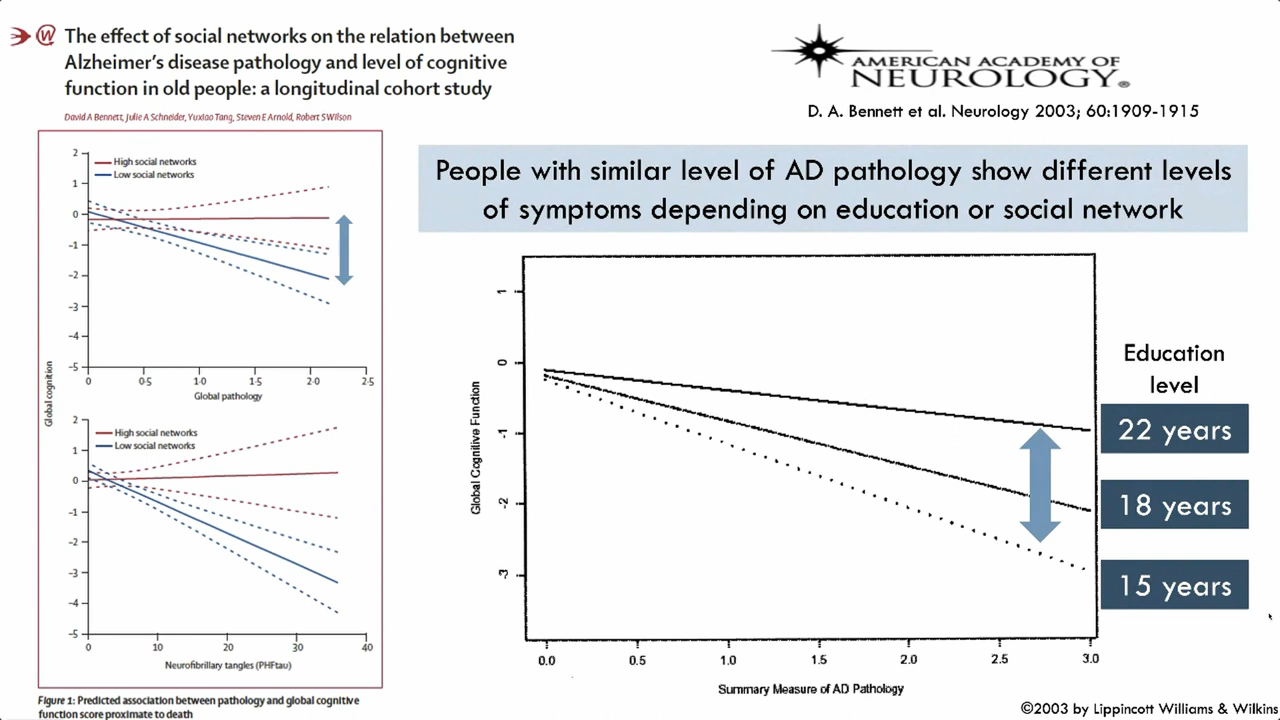 The effect of social networks on the relation between
Alzheimer's disease pathology and level of cognitive
function in old people: a longitudinal cohort study
David A Bennett, Julie A Schneider, Yuxiao Tang, Steven E Arnold, Robert S Wilson
High social networks
Low social networks
2
1
0
-1
-2
-3
-4
-5
0
0·5
1·0
1·5
2·0
2·5
Global pathology
Global cognition
High social networks
Low social networks
2
1
0
-1
-2
-3
-4
-5
0
10
20
30
40
Neurofibrillary tangles (PHFtau)
Figure 1: Predicted association between pathology and global cognitive
function score proximate to death
AMERICAN ACADEMY OF
NEUROLOGY®
D. A. Bennett et al. Neurology 2003; 60:1909-1915
People with similar level of AD pathology show different levels
of symptoms depending on education or social network
Global Cognitive Function
1
0
-1
-2
-3
0.0
0.5
1.0
1.5
2.0
2.5
3.0
Summary Measure of AD Pathology
Education
level
22 years
18 years
15 years
©2003 by Lippincott Williams & Wilkins